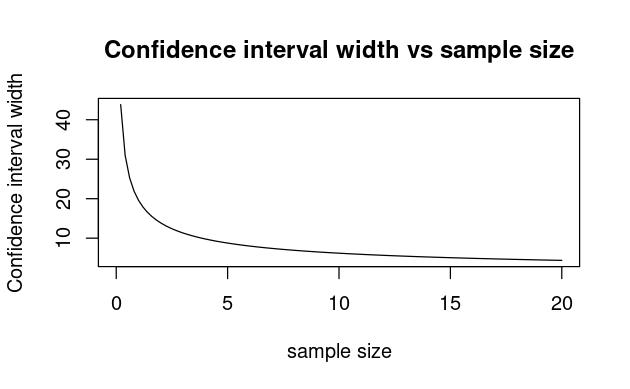 Confidence interval width vs sample size
Confidence interval width
40
30
20
10
0 5 10 15 20
sample size